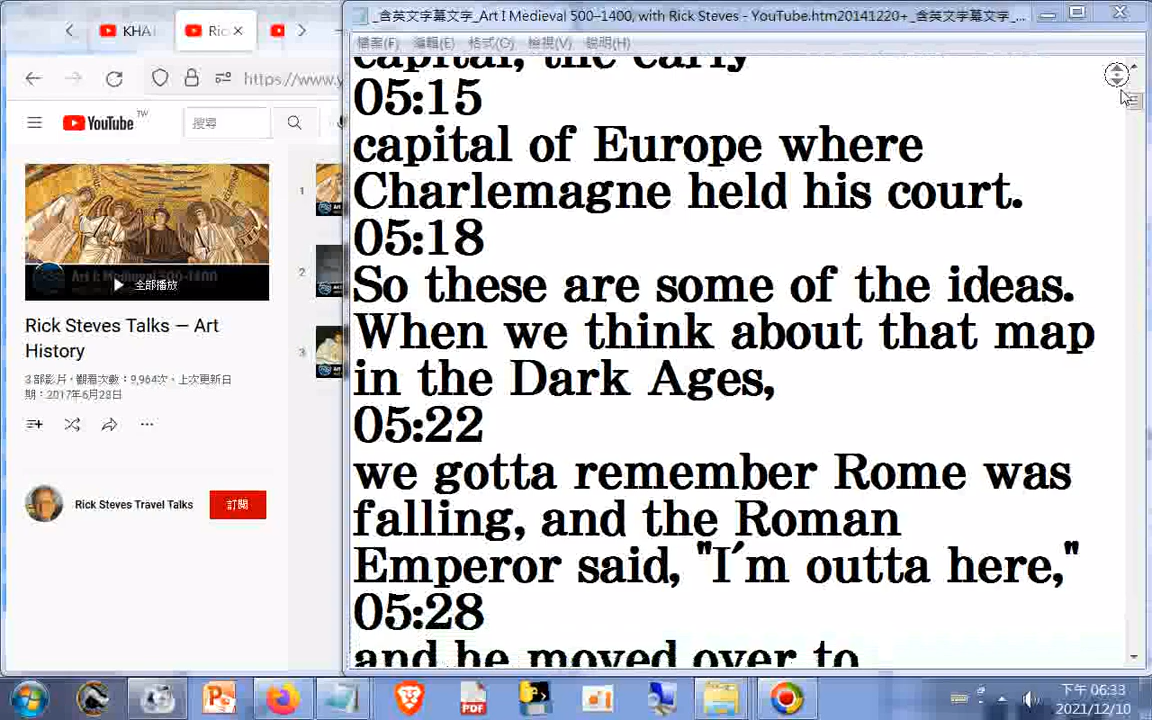 KHAI
Ric
https://www.y
YouTube TW
搜尋
Art I: Medieval 500-1400
全部播放
Rick Steves Talks — Art
History
3 部影片・觀看次數：9,964次・上次更新日
期：2017年6月23日
Rick Steves Travel Talks
訂閱
1
2
3
_含英文字幕文字_Art I Medieval 500–1400, with Rick Steves - YouTube.htm20141220+_含英文字幕文字_...
檔案(F) 編輯(E) 格式(O) 檢視(V) 說明(H)
capital, the early
05:15
capital of Europe where
Charlemagne held his court.
05:18
So these are some of the ideas.
When we think about that map
in the Dark Ages,
05:22
we gotta remember Rome was
falling, and the Roman
Emperor said, "I'm outta here,"
05:28
and he moved over to
PDF
下午 06:33
2021/12/10